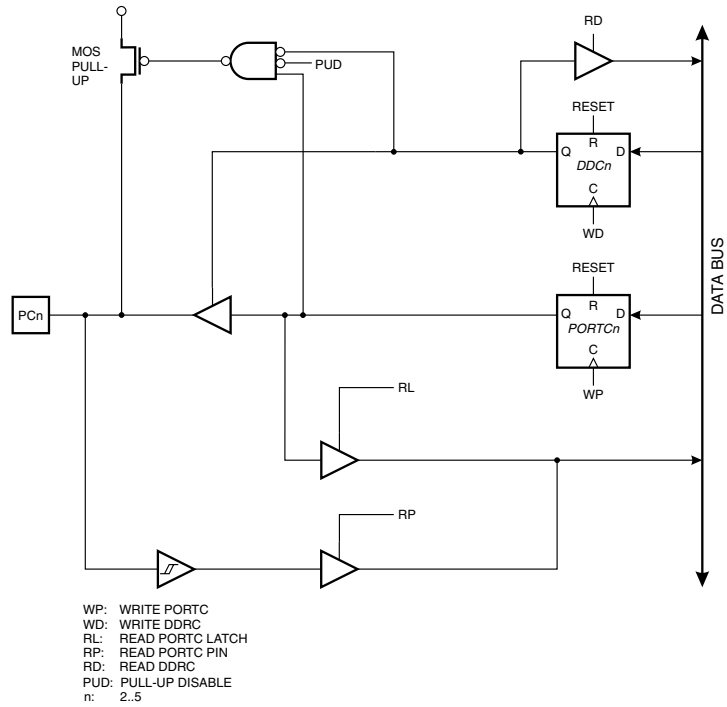 RD
MOS
PULL-
UP
PUD
RESET
R
Q
D
DDCn
C
WD
RESET
R
PCn
Q
D
PORTCn
C
WP
DATA BUS
RL
RP
WP: WRITE PORTC
WD: WRITE DDRC
RL: READ PORTC LATCH
RP: READ PORTC PIN
RD: READ DDRC
PUD: PULL-UP DISABLE
n: 2..5